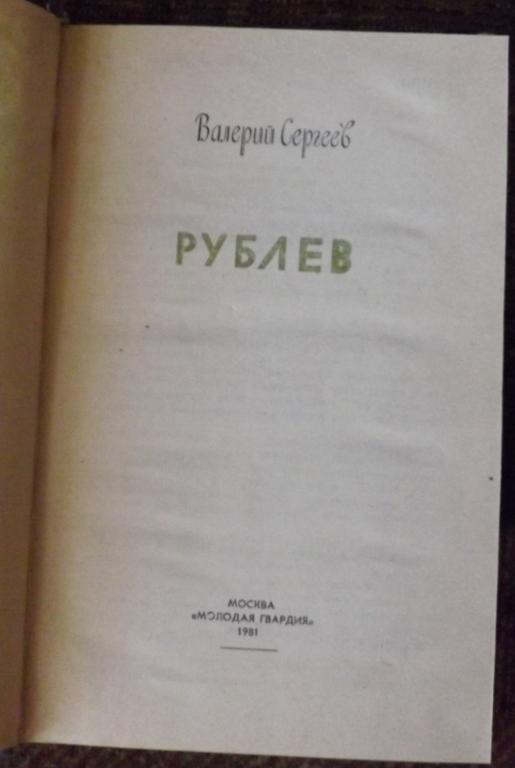 Валерий Сергеев
РУБЛЕВ
МОСКВА
«МОЛОДАЯ ГВАРДИЯ»
1981